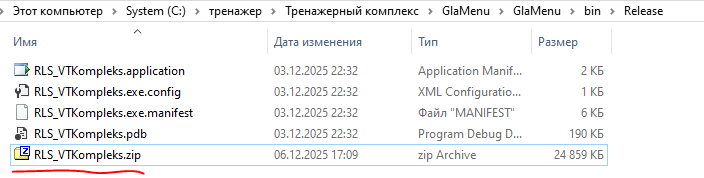 Этот компьютер > System (C:) > тренажер > Тренажерный комплекс > GlaMenu > GlaMenu > bin > Release
Имя Дата изменения Тип Размер
RLS_VTKompleks.application 03.12.2025 22:32 Application Manif... 2 КБ
RLS_VTKompleks.exe.config 03.12.2025 22:32 XML Configuratio... 1 КБ
RLS_VTKompleks.exe.manifest 03.12.2025 22:32 Файл "MANIFEST" 6 КБ
RLS_VTKompleks.pdb 03.12.2025 22:32 Program Debug D... 190 КБ
RLS_VTKompleks.zip 06.12.2025 17:09 zip Archive 24 859 КБ